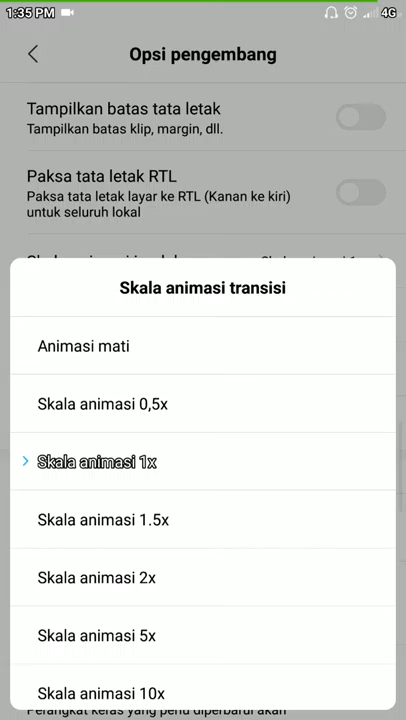 1:35 PM
4G
Opsi pengembang
Tampilkan batas tata letak
Tampilkan batas klip, margin, dll.
Paksa tata letak RTL
Paksa tata letak layar ke RTL (Kanan ke kiri)
untuk seluruh lokal
Skala animasi transisi
Animasi mati
Skala animasi 0,5x
Skala animasi 1x
Skala animasi 1.5x
Skala animasi 2x
Skala animasi 5x
Skala animasi 10x
Perangkat keras yang perlu diperbarui akan